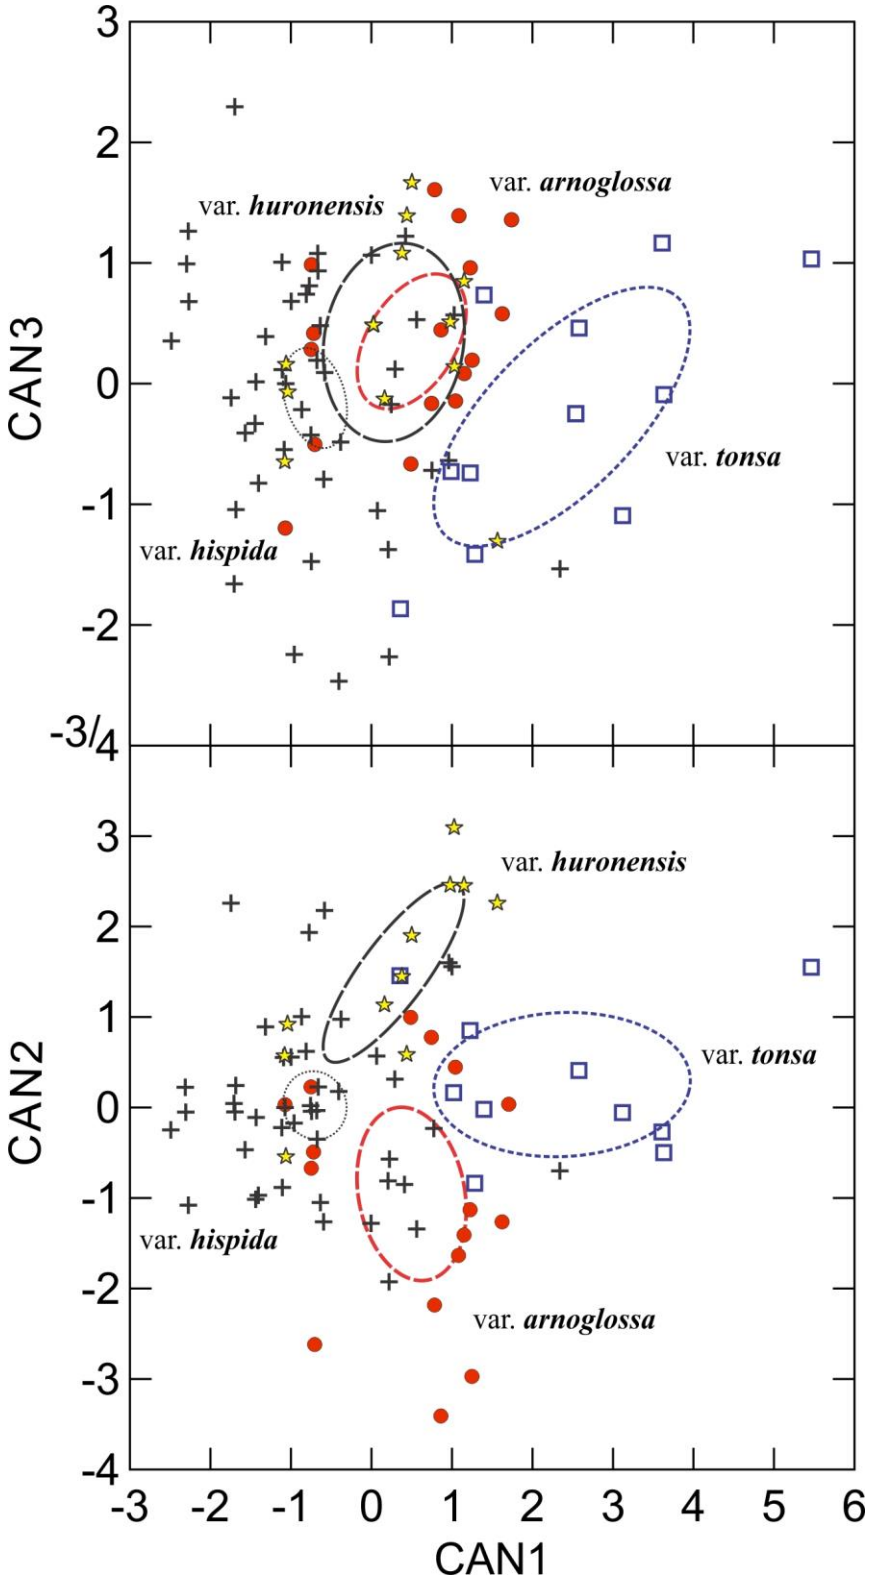 3
2
1
0
-1
-2
-3/4
CAN3
var. huronensis
var. arnoglossa
var. tonsa
var. hispida
3
2
1
0
-1
-2
-3
-4
CAN2
var. huronensis
var. tonsa
var. hispida
var. arnoglossa
-3 -2 -1 0 1 2 3 4 5 6
CAN1